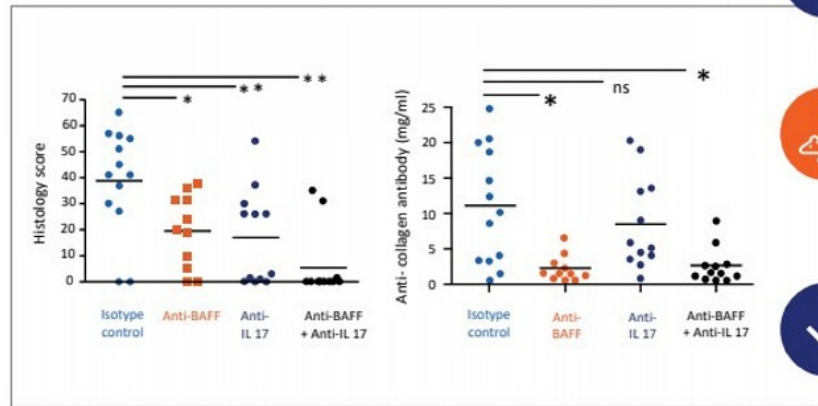 * *
* *
*
70
60
50
40
30
20
10
0
Histology score
Isotype control
Anti-BAFF
Anti-IL 17
Anti-BAFF + Anti-IL 17
*
ns
*
25
20
15
10
5
0
Anti- collagen antibody (mg/ml)
Isotype control
Anti-BAFF
Anti-IL 17
Anti-BAFF + Anti-IL 17